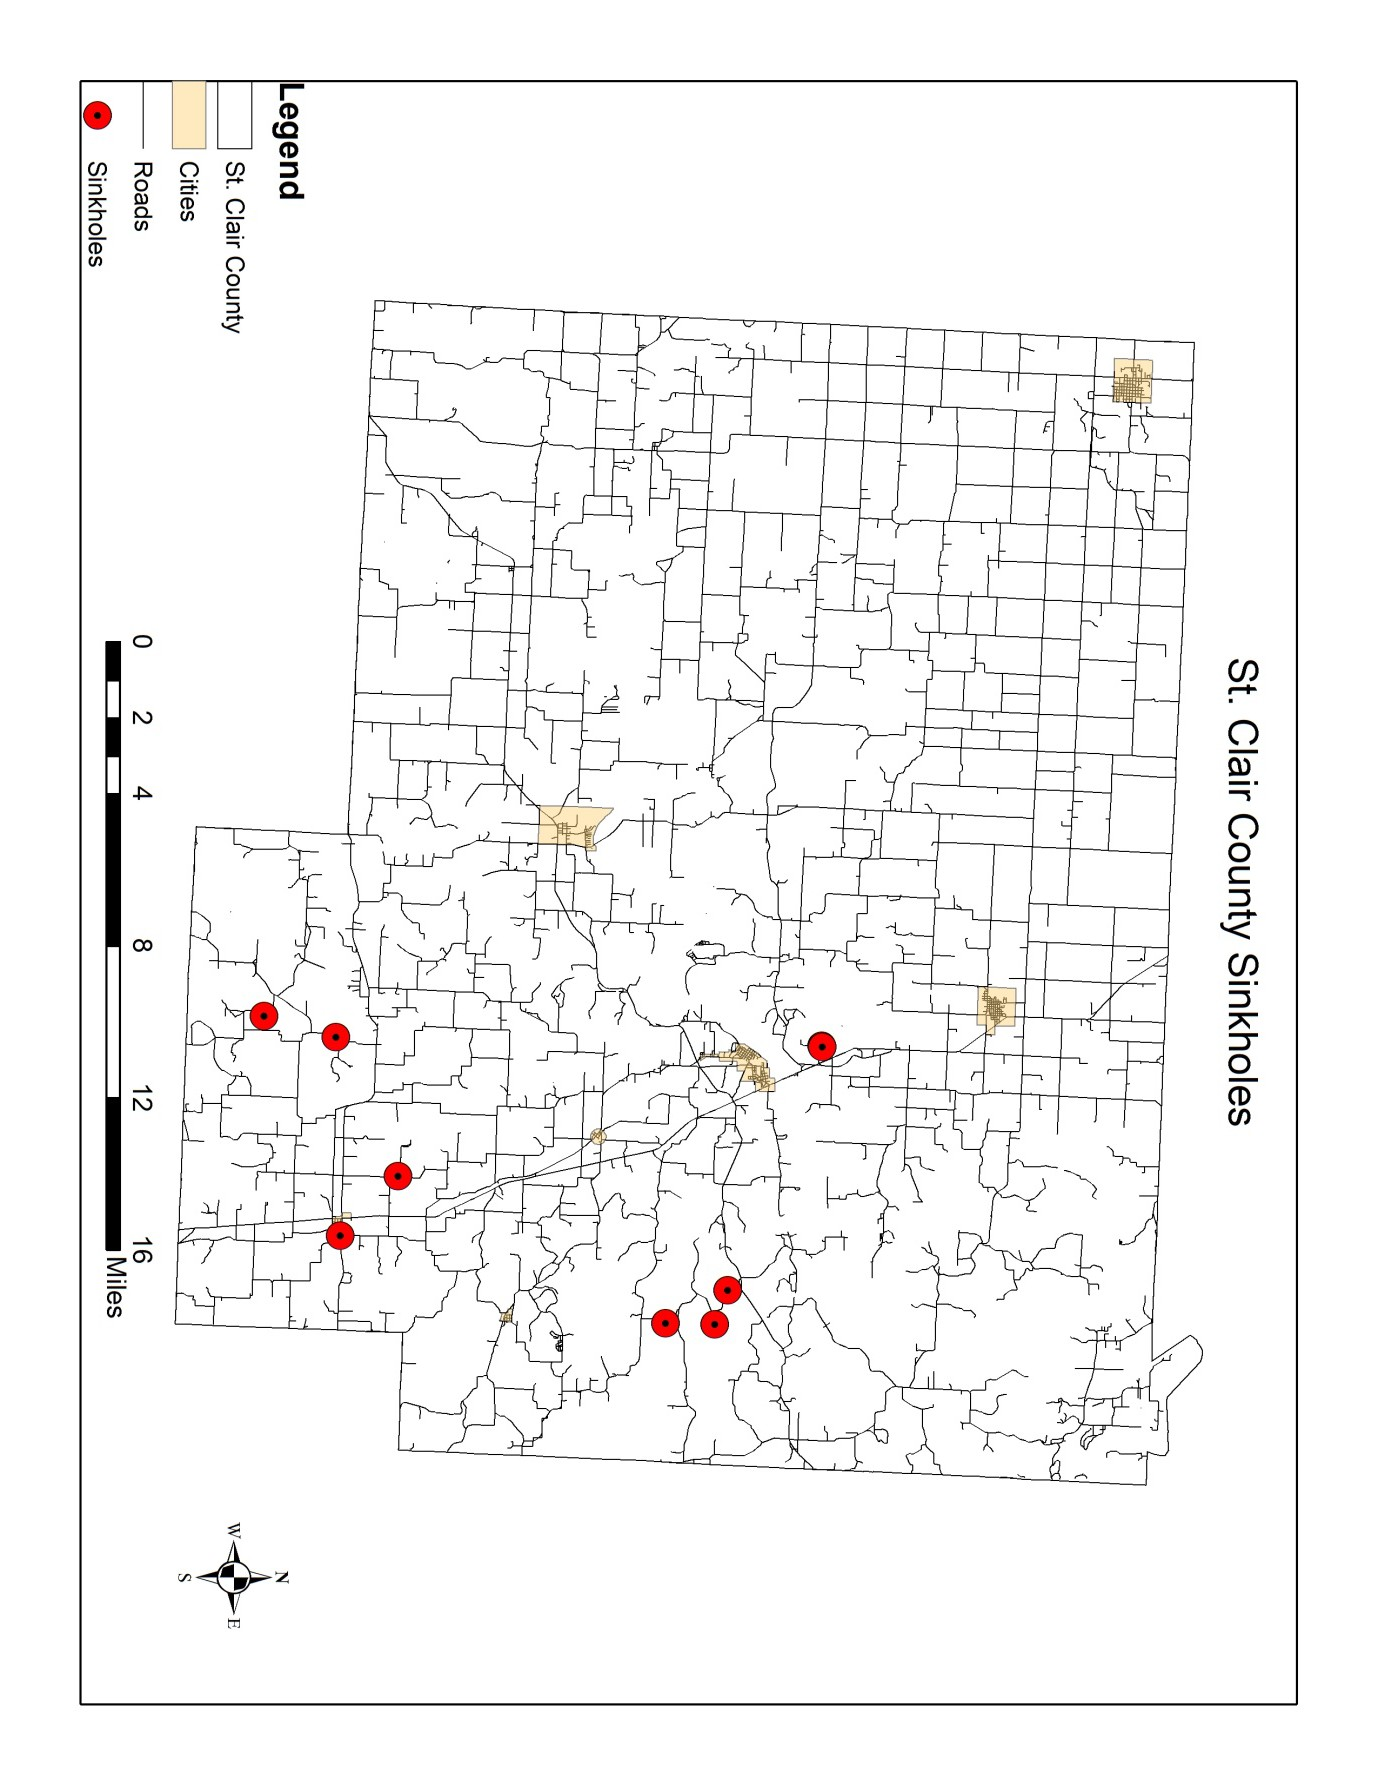 St. Clair County Sinkholes
Legend
St. Clair County
Cities
Roads
Sinkholes
0 2 4 8 12 16
Miles
N
W E
S